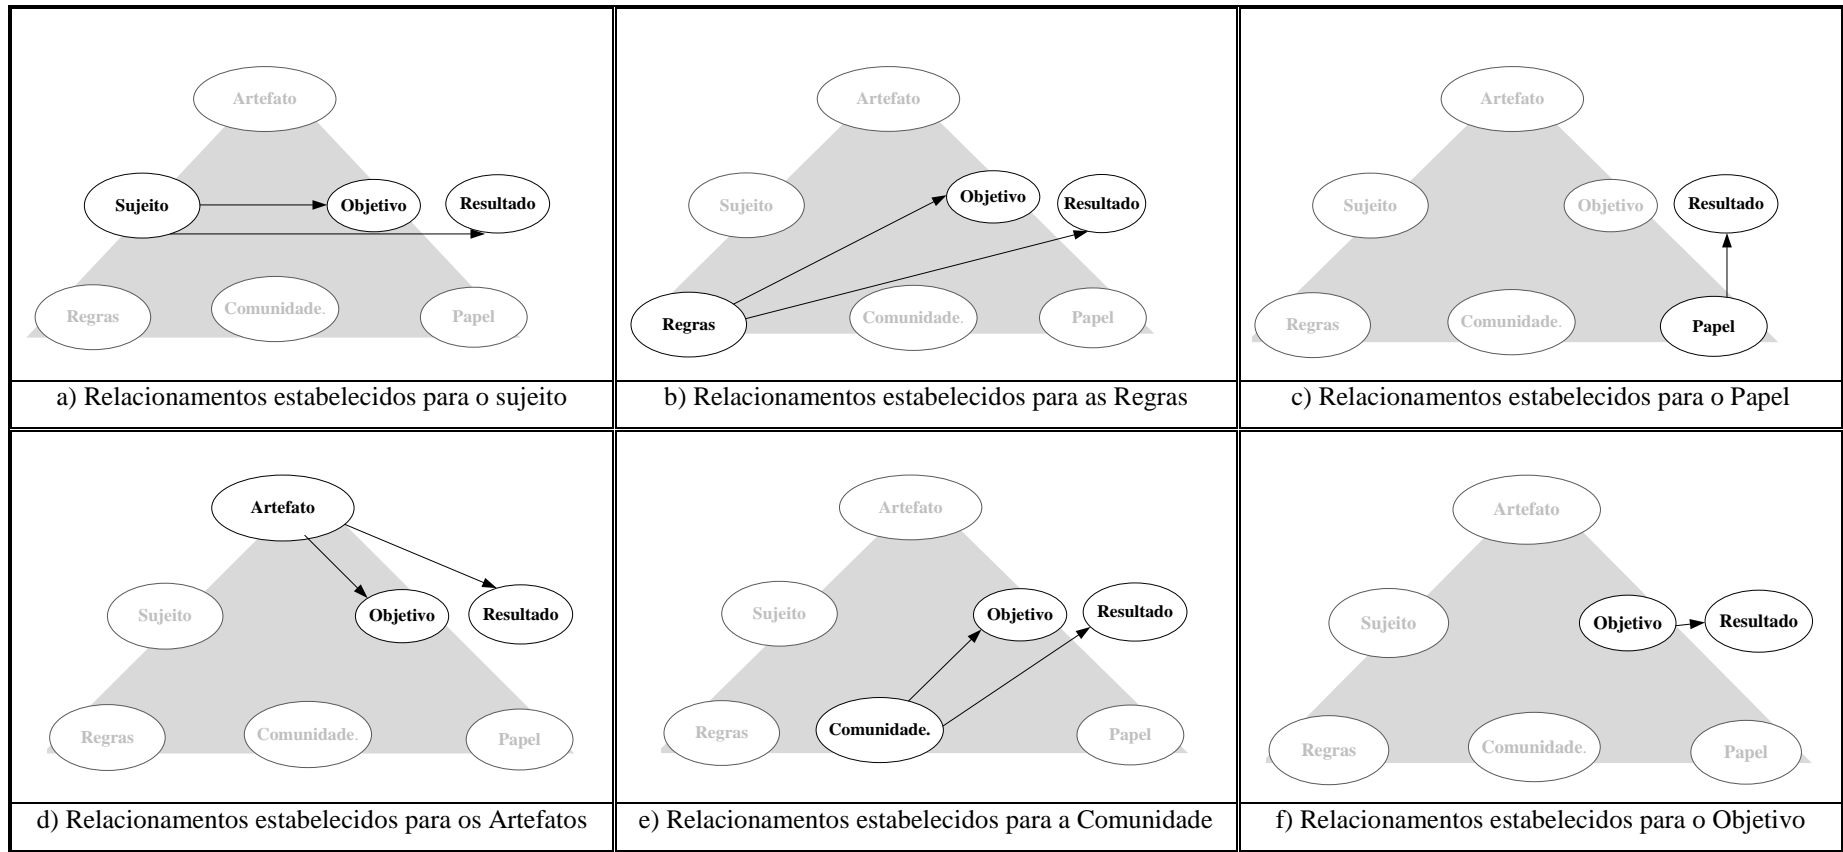 Artefato
Sujeito
Objetivo
Resultado
Regras
Comunidade.
Papel
a) Relacionamentos estabelecidos para o sujeito
Artefato
Sujeito
Objetivo
Resultado
Regras
Comunidade.
Papel
b) Relacionamentos estabelecidos para as Regras
Artefato
Sujeito
Objetivo
Resultado
Regras
Comunidade.
Papel
c) Relacionamentos estabelecidos para o Papel
Artefato
Sujeito
Objetivo
Resultado
Regras
Comunidade.
Papel
d) Relacionamentos estabelecidos para os Artefatos
Artefato
Sujeito
Objetivo
Resultado
Regras
Comunidade.
Papel
e) Relacionamentos estabelecidos para a Comunidade
Artefato
Sujeito
Objetivo
Resultado
Regras
Comunidade.
Papel
f) Relacionamentos estabelecidos para o Objetivo